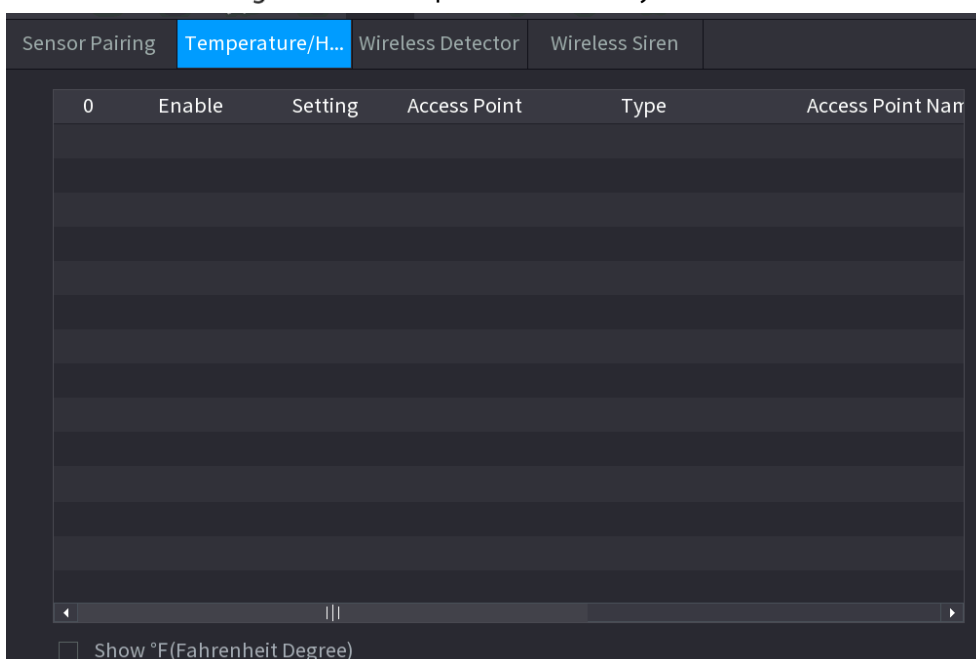 Sensor Pairing Temperature/H... Wireless Detector Wireless Siren
0 Enable Setting Access Point Type Access Point Nam
Show °F(Fahrenheit Degree)